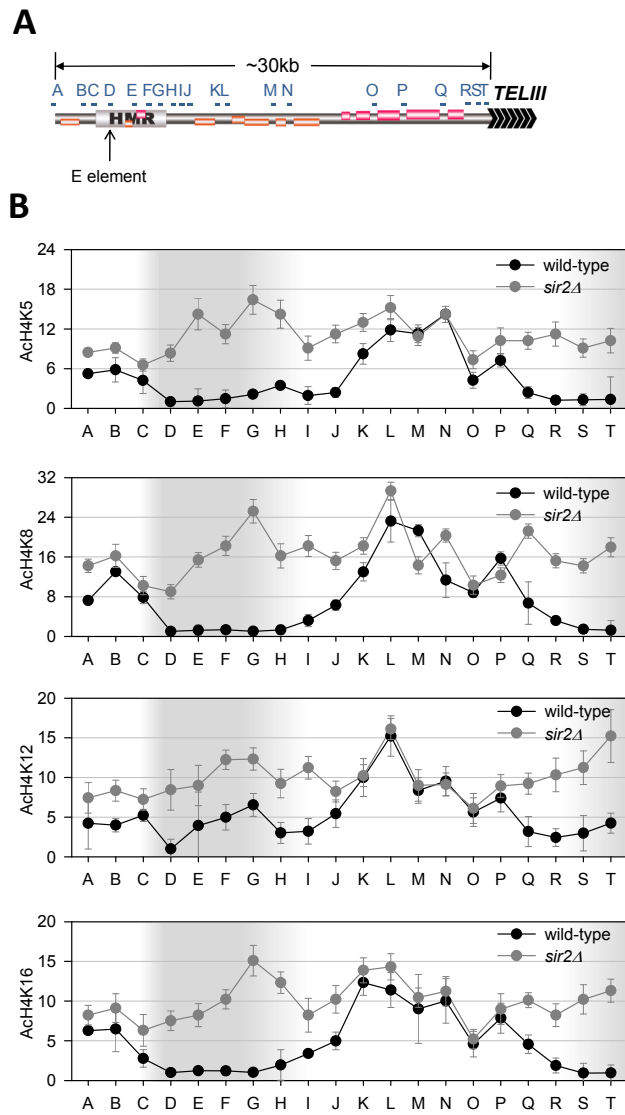 A
~30kb
A BC D E FGHIJ KL M N O P Q RST TELIII
HMR
E element
B
24
18
12
6
0
AcH4K5
wild-type
sir2Δ
A B C D E F G H I J K L M N O P Q R S T
32
24
16
8
0
AcH4K8
wild-type
sir2Δ
A B C D E F G H I J K L M N O P Q R S T
20
15
10
5
0
AcH4K12
wild-type
sir2Δ
A B C D E F G H I J K L M N O P Q R S T
20
15
10
5
0
AcH4K16
wild-type
sir2Δ
A B C D E F G H I J K L M N O P Q R S T